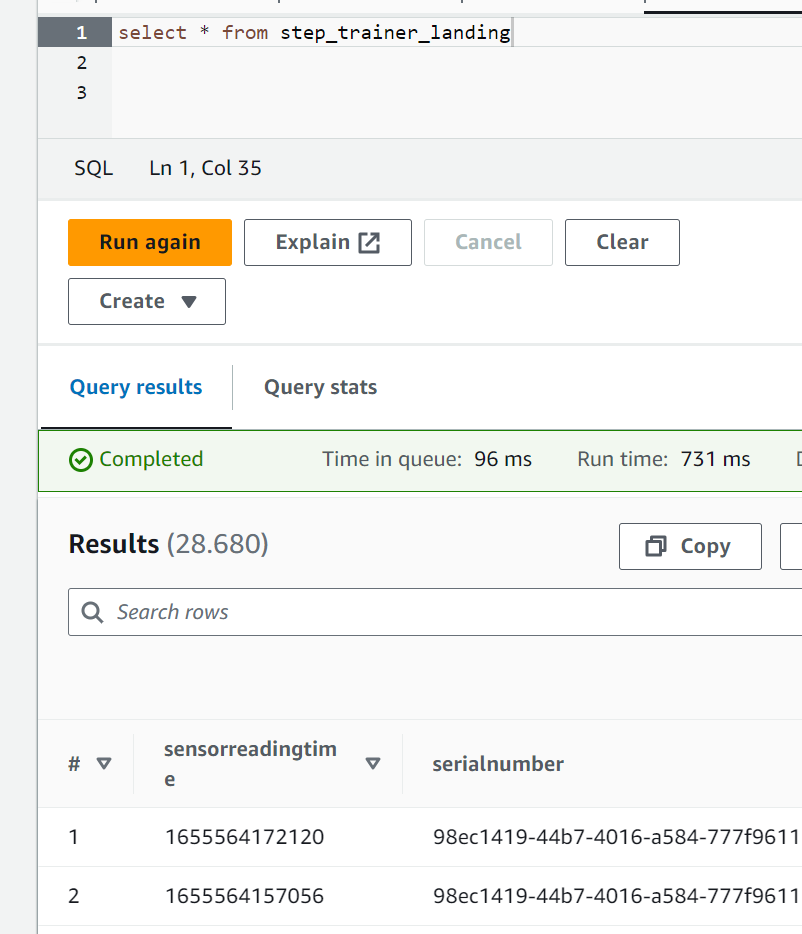 1 select * from step_trainer_landing
2
3
SQL Ln 1, Col 35
Run again Explain Cancel Clear
Create
Query results Query stats
Completed Time in queue: 96 ms Run time: 731 ms
Results (28.680) Copy
Search rows
# sensorreadingtim
e serialnumber
1 1655564172120 98ec1419-44b7-4016-a584-777f9611
2 1655564157056 98ec1419-44b7-4016-a584-777f9611